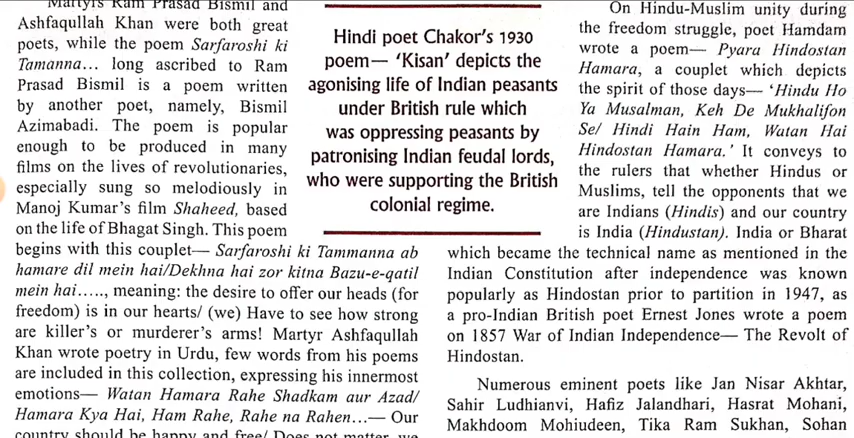 Martyrs Ram Prasad Bismil and
Ashfaqullah Khan were both great
poets, while the poem Sarfaroshi ki
Tamanna... long ascribed to Ram
Prasad Bismil is a poem written
by another poet, namely, Bismil
Azimabadi. The poem is popular
enough to be produced in many
films on the lives of revolutionaries,
especially sung so melodiously in
Manoj Kumar's film Shaheed, based
on the life of Bhagat Singh. This poem
begins with this couplet— Sarfaroshi ki Tammanna ab
hamare dil mein hai/Dekhna hai zor kitna Bazu-e-qatil
mein hai....., meaning: the desire to offer our heads (for
freedom) is in our hearts/ (we) Have to see how strong
are killer's or murderer's arms! Martyr Ashfaqullah
Khan wrote poetry in Urdu, few words from his poems
are included in this collection, expressing his innermost
emotions— Watan Hamara Rahe Shadkam aur Azad/
Hamara Kya Hai, Ham Rahe, Rahe na Rahen...— Our
country should be happy and free/ Does not matter, we
Hindi poet Chakor's 1930
poem— 'Kisan' depicts the
agonising life of Indian peasants
under British rule which
was oppressing peasants by
patronising Indian feudal lords,
who were supporting the British
colonial regime.
On Hindu-Muslim unity during
the freedom struggle, poet Hamdam
wrote a poem— Pyara Hindostan
Hamara, a couplet which depicts
the spirit of those days— 'Hindu Ho
Ya Musalman, Keh De Mukhalifon
Se/ Hindi Hain Ham, Watan Hai
Hindostan Hamara.' It conveys to
the rulers that whether Hindus or
Muslims, tell the opponents that we
are Indians (Hindis) and our country
is India (Hindustan). India or Bharat
which became the technical name as mentioned in the
Indian Constitution after independence was known
popularly as Hindostan prior to partition in 1947, as
a pro-Indian British poet Ernest Jones wrote a poem
on 1857 War of Indian Independence— The Revolt of
Hindostan.
Numerous eminent poets like Jan Nisar Akhtar,
Sahir Ludhianvi, Hafiz Jalandhari, Hasrat Mohani,
Makhdoom Mohiudeen, Tika Ram Sukhan, Sohan